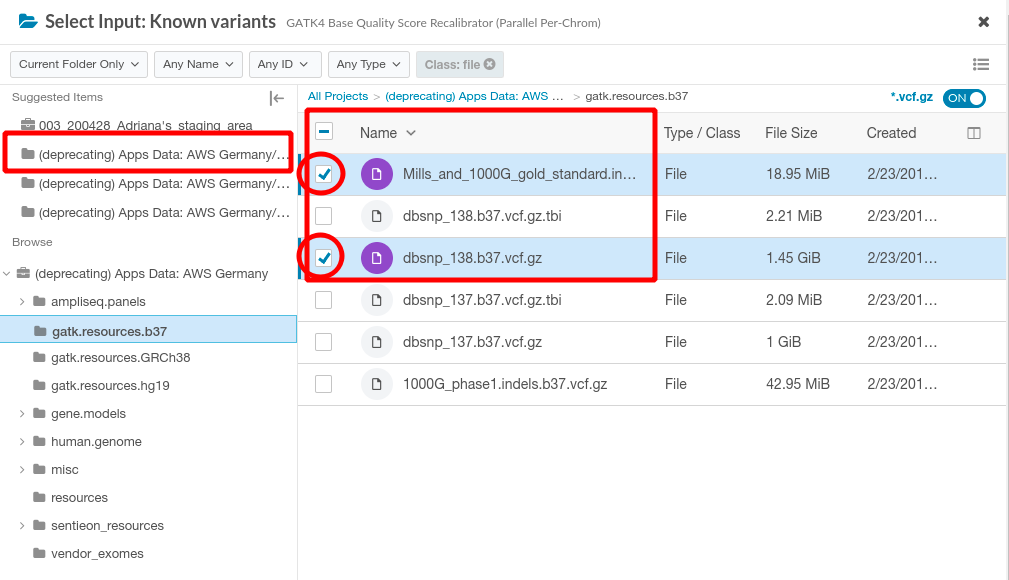 Select Input: Known variants GATK4 Base Quality Score Recalibrator (Parallel Per-Chrom)
Current Folder Only Any Name Any ID Any Type Class: file
Suggested Items
003_200428_Adriana's_staging_area
(deprecating) Apps Data: AWS Germany/...
(deprecating) Apps Data: AWS Germany/...
(deprecating) Apps Data: AWS Germany/...
Browse
(deprecating) Apps Data: AWS Germany
ampliseq.panels
gatk.resources.b37
gatk.resources.GRCh38
gatk.resources.hg19
gene.models
human.genome
misc
resources
sentieon_resources
vendor_exomes
All Projects > (deprecating) Apps Data: AWS ... > gatk.resources.b37 *.vcf.gz ON
Name Type / Class File Size Created
Mills_and_1000G_gold_standard.in... File 18.95 MiB 2/23/201...
dbsnp_138.b37.vcf.gz.tbi File 2.21 MiB 2/23/201...
dbsnp_138.b37.vcf.gz File 1.45 GiB 2/23/201...
dbsnp_137.b37.vcf.gz.tbi File 2.09 MiB 2/23/201...
dbsnp_137.b37.vcf.gz File 1 GiB 2/23/201...
1000G_phase1.indels.b37.vcf.gz File 42.95 MiB 2/23/201...